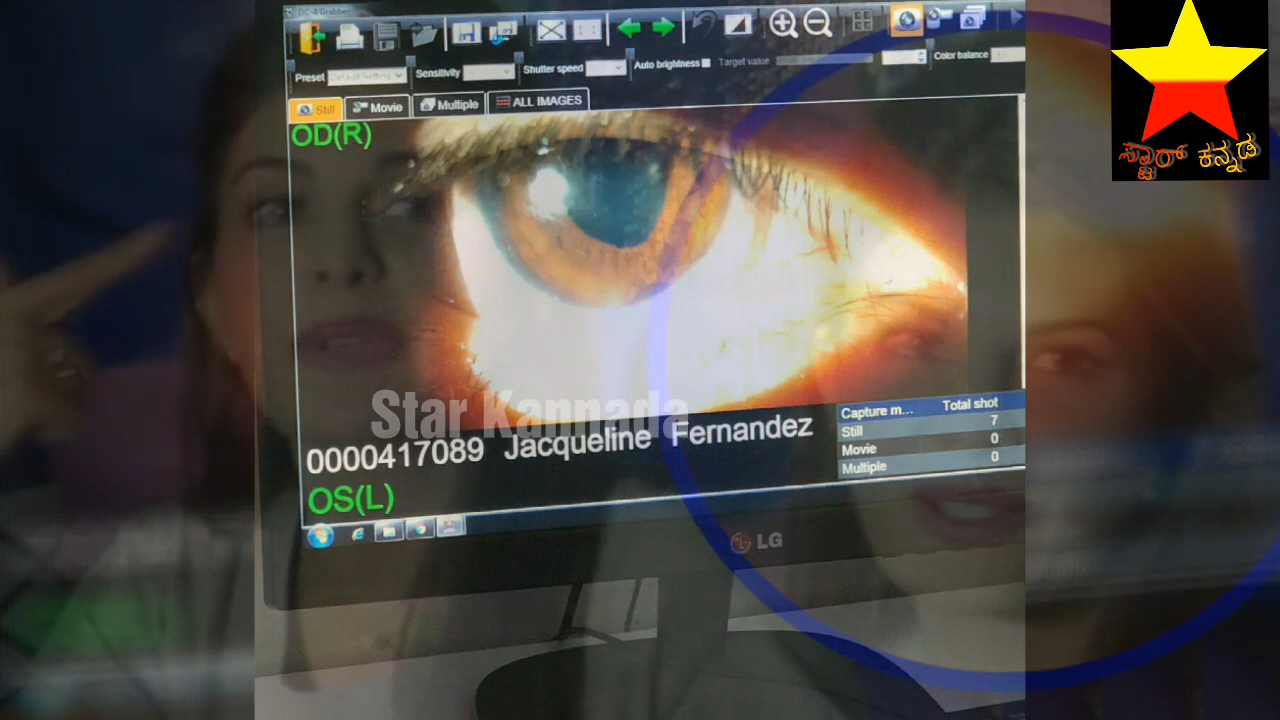 DC-4 Grabber
Preset Default Setting Sensitivity Shutter speed Auto brightness Target value Color balance
Still Movie Multiple ALL IMAGES
OD(R)
ಸ್ಟಾರ್ ಕನ್ನಡ
Star Kannada
0000417089 Jacqueline Fernandez
Capture m... Total shot
Still 7
Movie 0
Multiple 0
OS(L)
LG